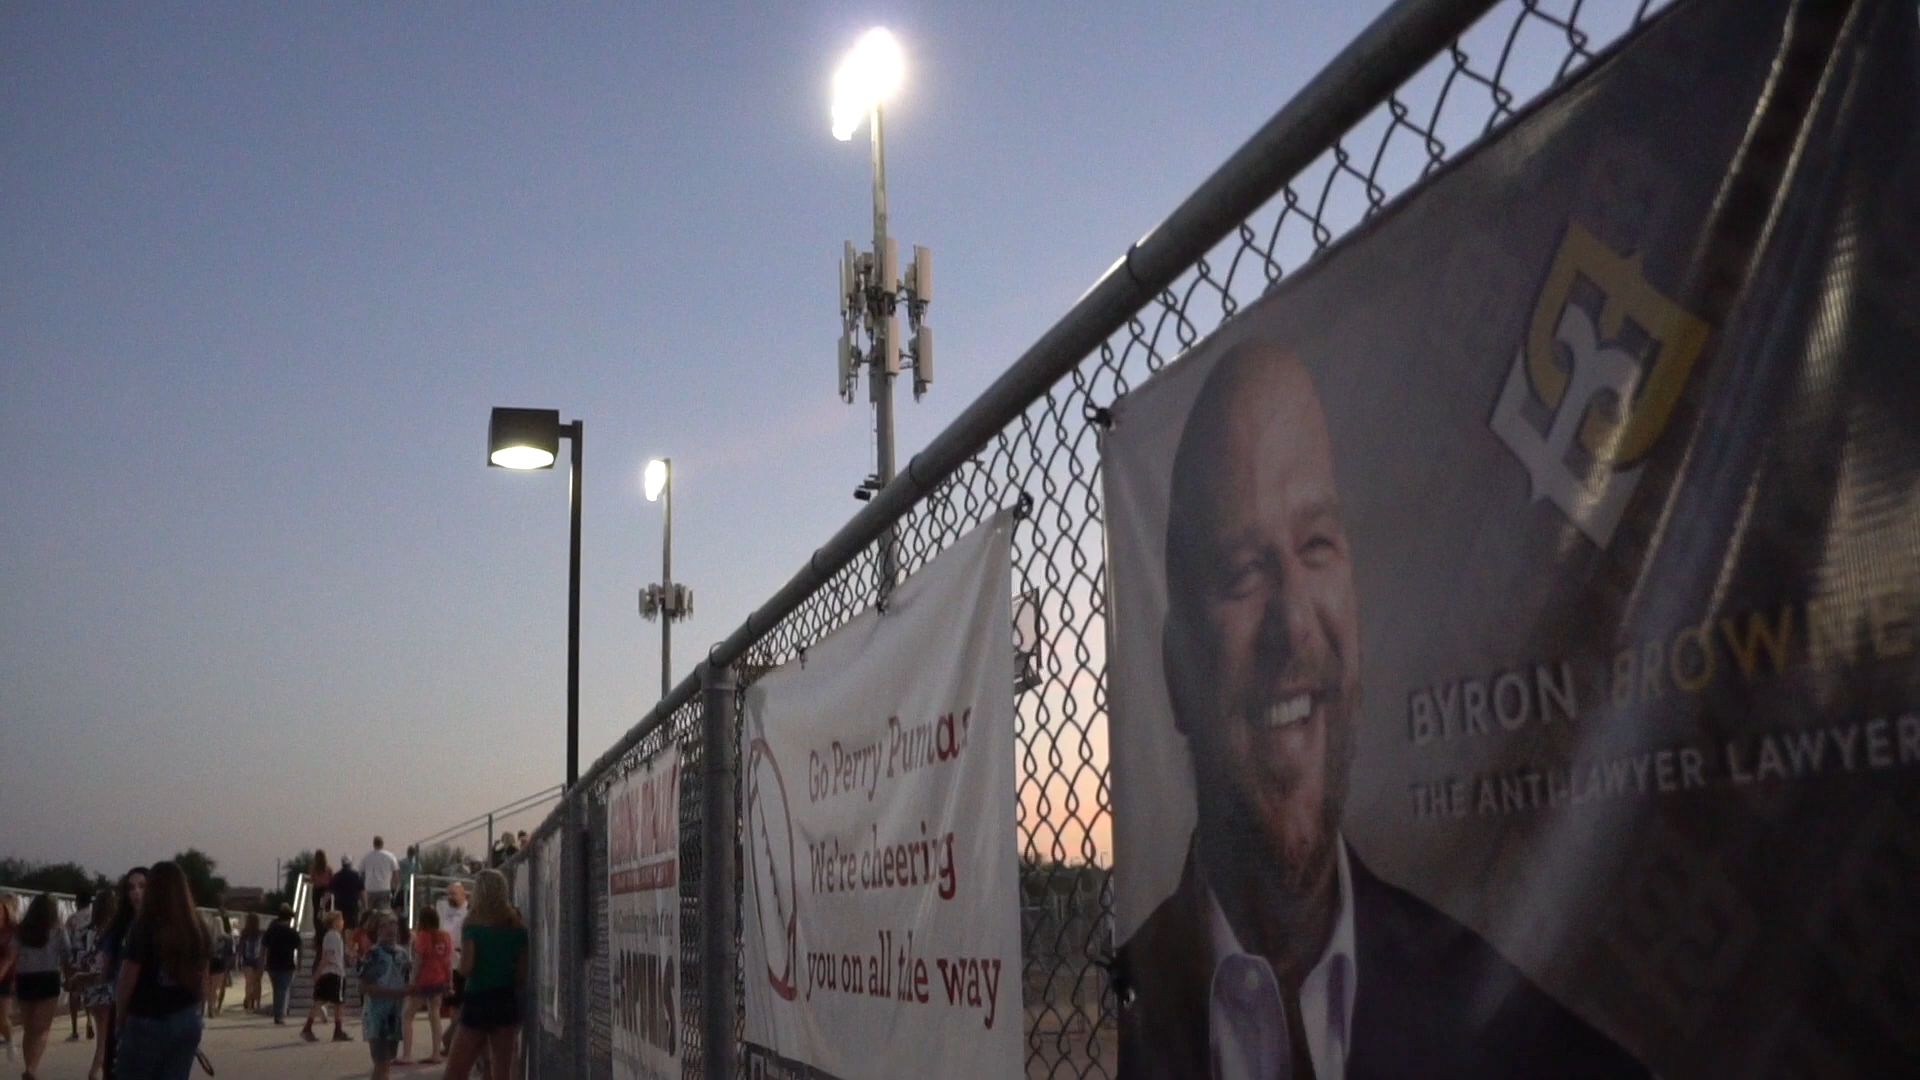 Go Perry Pumas
We're cheering
you on all the way
BYRON BROWNE
THE ANTI-LAWYER LAWYER